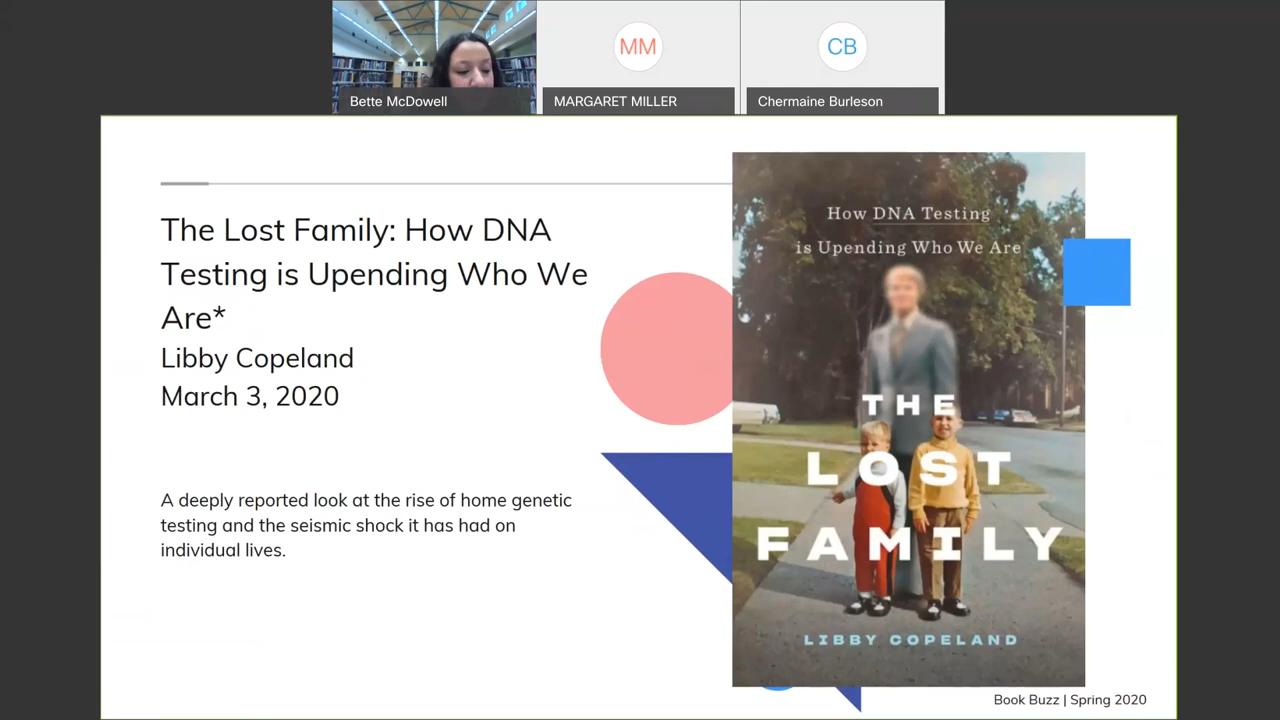 MM
CB
Bette McDowell
MARGARET MILLER
Chermaine Burleson
The Lost Family: How DNA
Testing is Upending Who We
Are*
Libby Copeland
March 3, 2020
A deeply reported look at the rise of home genetic
testing and the seismic shock it has had on
individual lives.
How DNA Testing
is Upending Who We Are
THE
LOST
FAMILY
LIBBY COPELAND
Book Buzz | Spring 2020